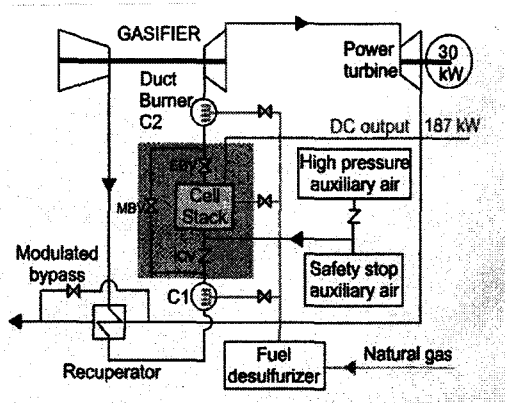 GASIFIER
Power
turbine
30
kW
Duct
Burner
C2
DC output
187 kW
High pressure
auxiliary air
Cell
Stack
MBV
Modulated
bypass
C1
Safety stop
auxiliary air
Recuperator
Fuel
desulfurizer
Natural gas